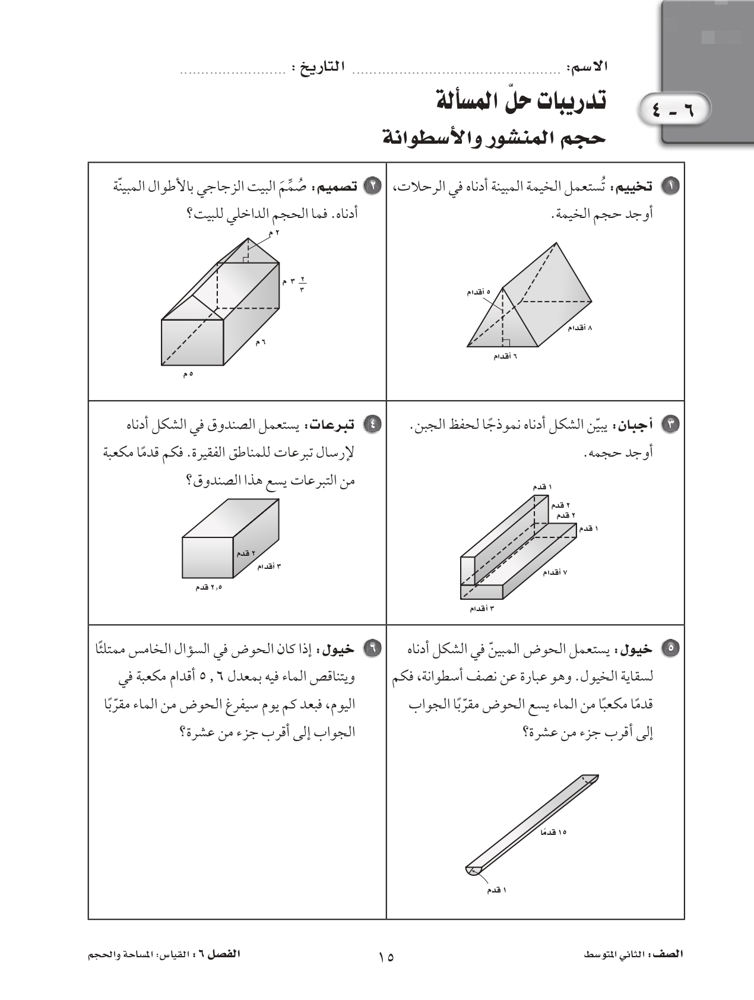 الاسم: ................................................ التاريخ : .........................
٦ - ٤
تدريبات حلّ المسألة
حجم المنشور والأسطوانة
١ تخييم: تُستعمل الخيمة المبينة أدناه في الرحلات،
أوجد حجم الخيمة.
٥ أقدام
٨ أقدام
٦ أقدام
٢ تصميم: صُمِّمَ البيت الزجاجي بالأطوال المبينّة
أدناه. فما الحجم الداخلي للبيت؟
٢ م
٣ ٢/٣ م
٦ م
٥ م
٣ أجبان: يبيّن الشكل أدناه نموذجًا لحفظ الجبن.
أوجد حجمه.
١ قدم
٢ قدم
٢ قدم
١ قدم
٧ أقدام
٣ أقدام
٤ تبرعات: يستعمل الصندوق في الشكل أدناه
لإرسال تبرعات للمناطق الفقيرة. فكم قدمًا مكعبة
من التبرعات يسع هذا الصندوق؟
٢ قدم
٣ أقدام
٢,٥ قدم
٥ خيول: يستعمل الحوض المبينّ في الشكل أدناه
لسقاية الخيول. وهو عبارة عن نصف أسطوانة، فكم
قدمًا مكعبًا من الماء يسع الحوض مقرّبًا الجواب
إلى أقرب جزء من عشرة؟
١٥ قدمًا
١ قدم
٦ خيول: إذا كان الحوض في السؤال الخامس ممتلئًا
ويتناقص الماء فيه بمعدل ٥,٦ أقدام مكعبة في
اليوم، فبعد كم يوم سيفرغ الحوض من الماء مقرّبًا
الجواب إلى أقرب جزء من عشرة؟
الصف: الثاني المتوسط
١٥
الفصل ٦ : القياس: المساحة والحجم